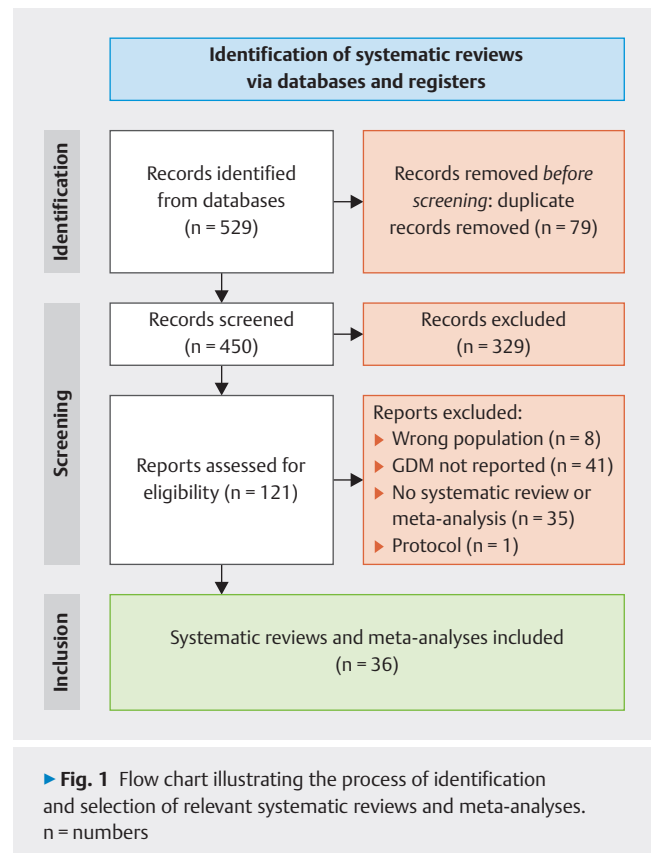 Identification of systematic reviews
via databases and registers
Identification
Records identified
from databases
(n = 529)
Records removed before
screening: duplicate
records removed (n = 79)
Screening
Records screened
(n = 450)
Records excluded
(n = 329)
Reports assessed for
eligibility (n = 121)
Reports excluded:
▶ Wrong population (n = 8)
▶ GDM not reported (n = 41)
▶ No systematic review or
meta-analysis (n = 35)
▶ Protocol (n = 1)
Inclusion
Systematic reviews and meta-analyses included
(n = 36)
▶ Fig. 1 Flow chart illustrating the process of identification
and selection of relevant systematic reviews and meta-analyses.
n = numbers